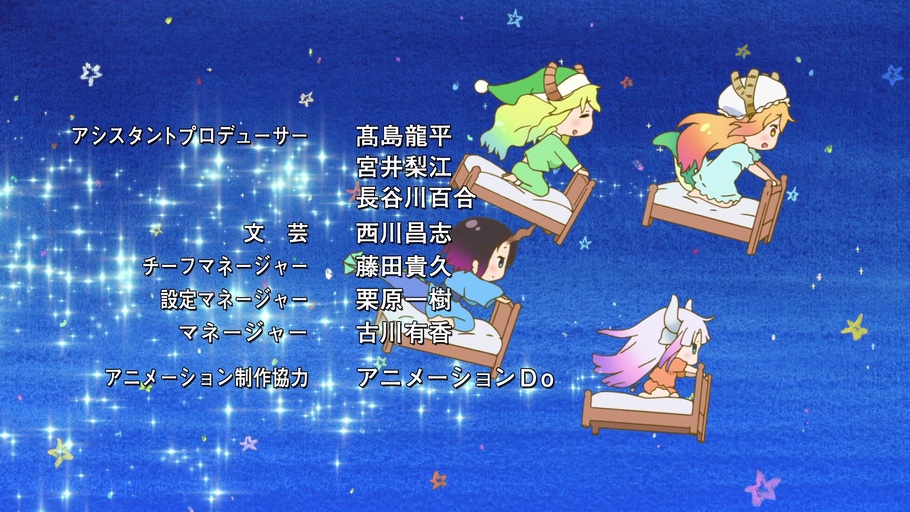 アシスタントプロデューサー 髙島龍平
宮井梨江
長谷川百合
文　芸 西川昌志
チーフマネージャー 藤田貴久
設定マネージャー 栗原一樹
マネージャー 古川有香
アニメーション制作協力 アニメーションDo